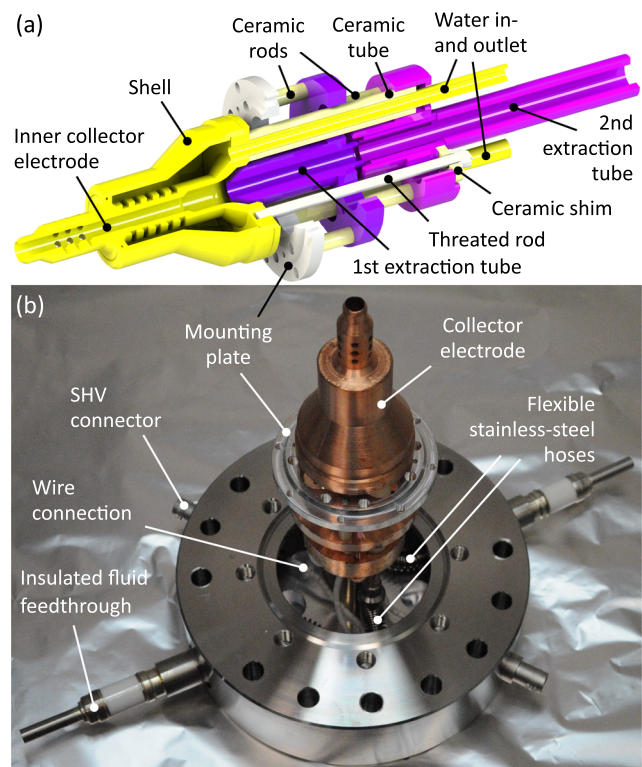 (a)
Ceramic
rods
Ceramic
tube
Water in-
and outlet
Shell
Inner collector
electrode
2nd
extraction
tube
Ceramic shim
Threated rod
1st extraction tube
(b)
Mounting
plate
Collector
electrode
SHV
connector
Flexible
stainless-steel
hoses
Wire
connection
Insulated fluid
feedthrough